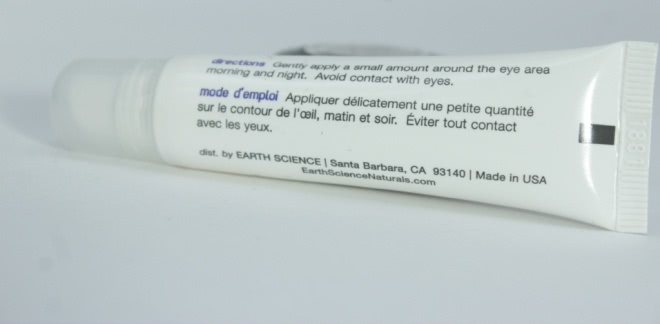 directions Gently apply a small amount around the eye area
morning and night. Avoid contact with eyes.
mode d'emploi Appliquer délicatement une petite quantité
sur le contour de l'œil, matin et soir. Éviter tout contact
avec les yeux.
dist. by EARTH SCIENCE | Santa Barbara, CA 93140 | Made in USA
EarthScienceNaturals.com